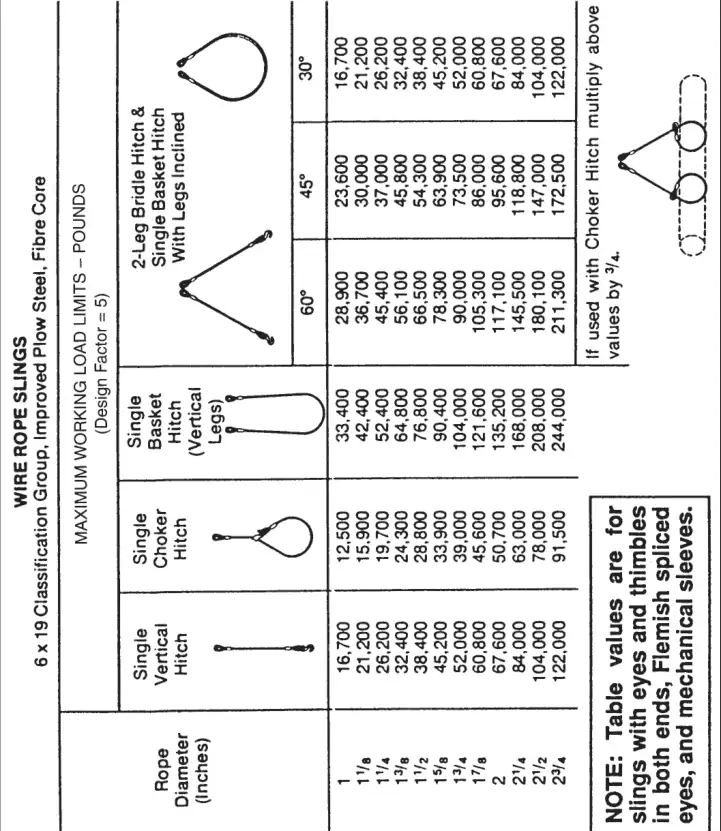 WIRE ROPE SLINGS
6 x 19 Classification Group, Improved Plow Steel, Fibre Core
MAXIMUM WORKING LOAD LIMITS – POUNDS
(Design Factor = 5)
Rope
Diameter
(Inches)
Single
Vertical
Hitch
Single
Choker
Hitch
Single
Basket
Hitch
(Vertical
Legs)
2-Leg Bridle Hitch &
Single Basket Hitch
With Legs Inclined
60° 45° 30°
1 16,700 12,500 33,400 28,900 23,600 16,700
1 1/8 21,200 15,900 42,400 36,700 30,000 21,200
1 1/4 26,200 19,700 52,400 45,400 37,000 26,200
1 3/8 32,400 24,300 64,800 56,100 45,800 32,400
1 1/2 38,400 28,800 76,800 66,500 54,300 38,400
1 5/8 45,200 33,900 90,400 78,300 63,900 45,200
1 3/4 52,000 39,000 104,000 90,000 73,500 52,000
1 7/8 60,800 45,600 121,600 105,300 86,000 60,800
2 67,600 50,700 135,200 117,100 95,600 67,600
2 1/4 84,000 63,000 168,000 145,500 118,800 84,000
2 1/2 104,000 78,000 208,000 180,100 147,000 104,000
2 3/4 122,000 91,500 244,000 211,300 172,500 122,000
If used with Choker Hitch multiply above
values by 3/4.
NOTE: Table values are for
slings with eyes and thimbles
in both ends, Flemish spliced
eyes, and mechanical sleeves.